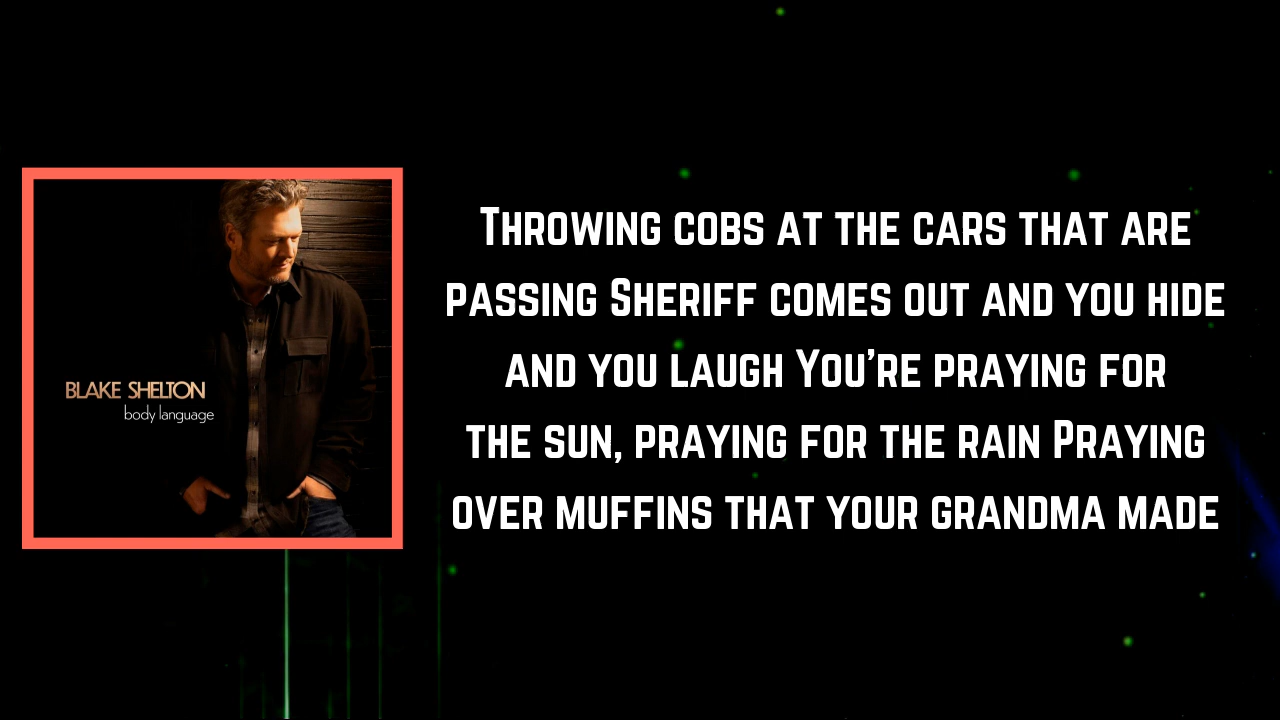 BLAKE SHELTON
body language
Throwing cobs at the cars that are
passing Sheriff comes out and you hide
and you laugh You're praying for
the sun, praying for the rain Praying
over muffins that your grandma made